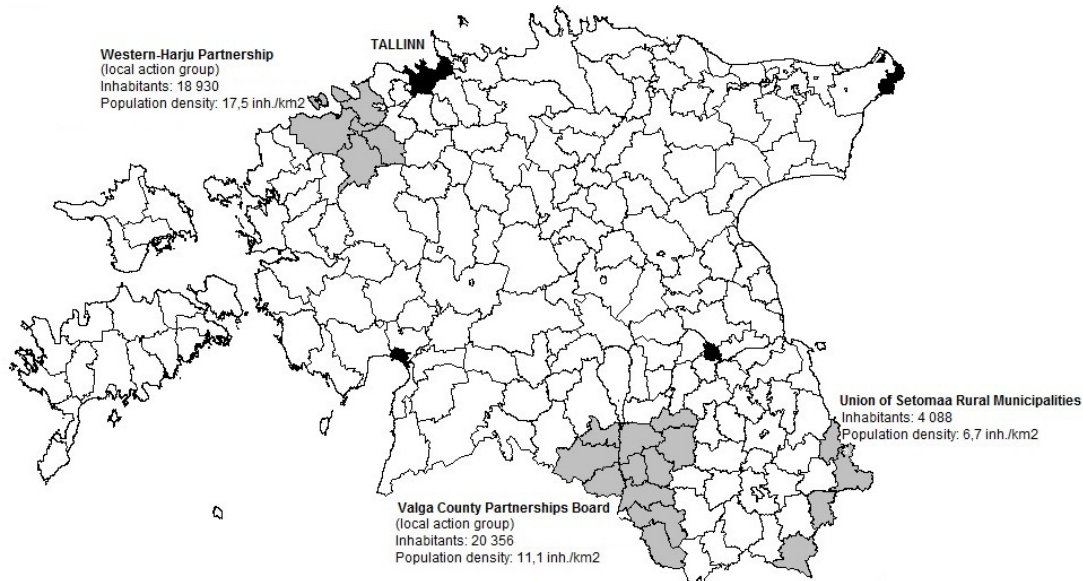 TALLINN
Western-Harju Partnership
(local action group)
Inhabitants: 18 930
Population density: 17,5 inh./km2
Union of Setomaa Rural Municipalities
Inhabitants: 4 088
Population density: 6,7 inh./km2
Valga County Partnerships Board
(local action group)
Inhabitants: 20 356
Population density: 11,1 inh./km2